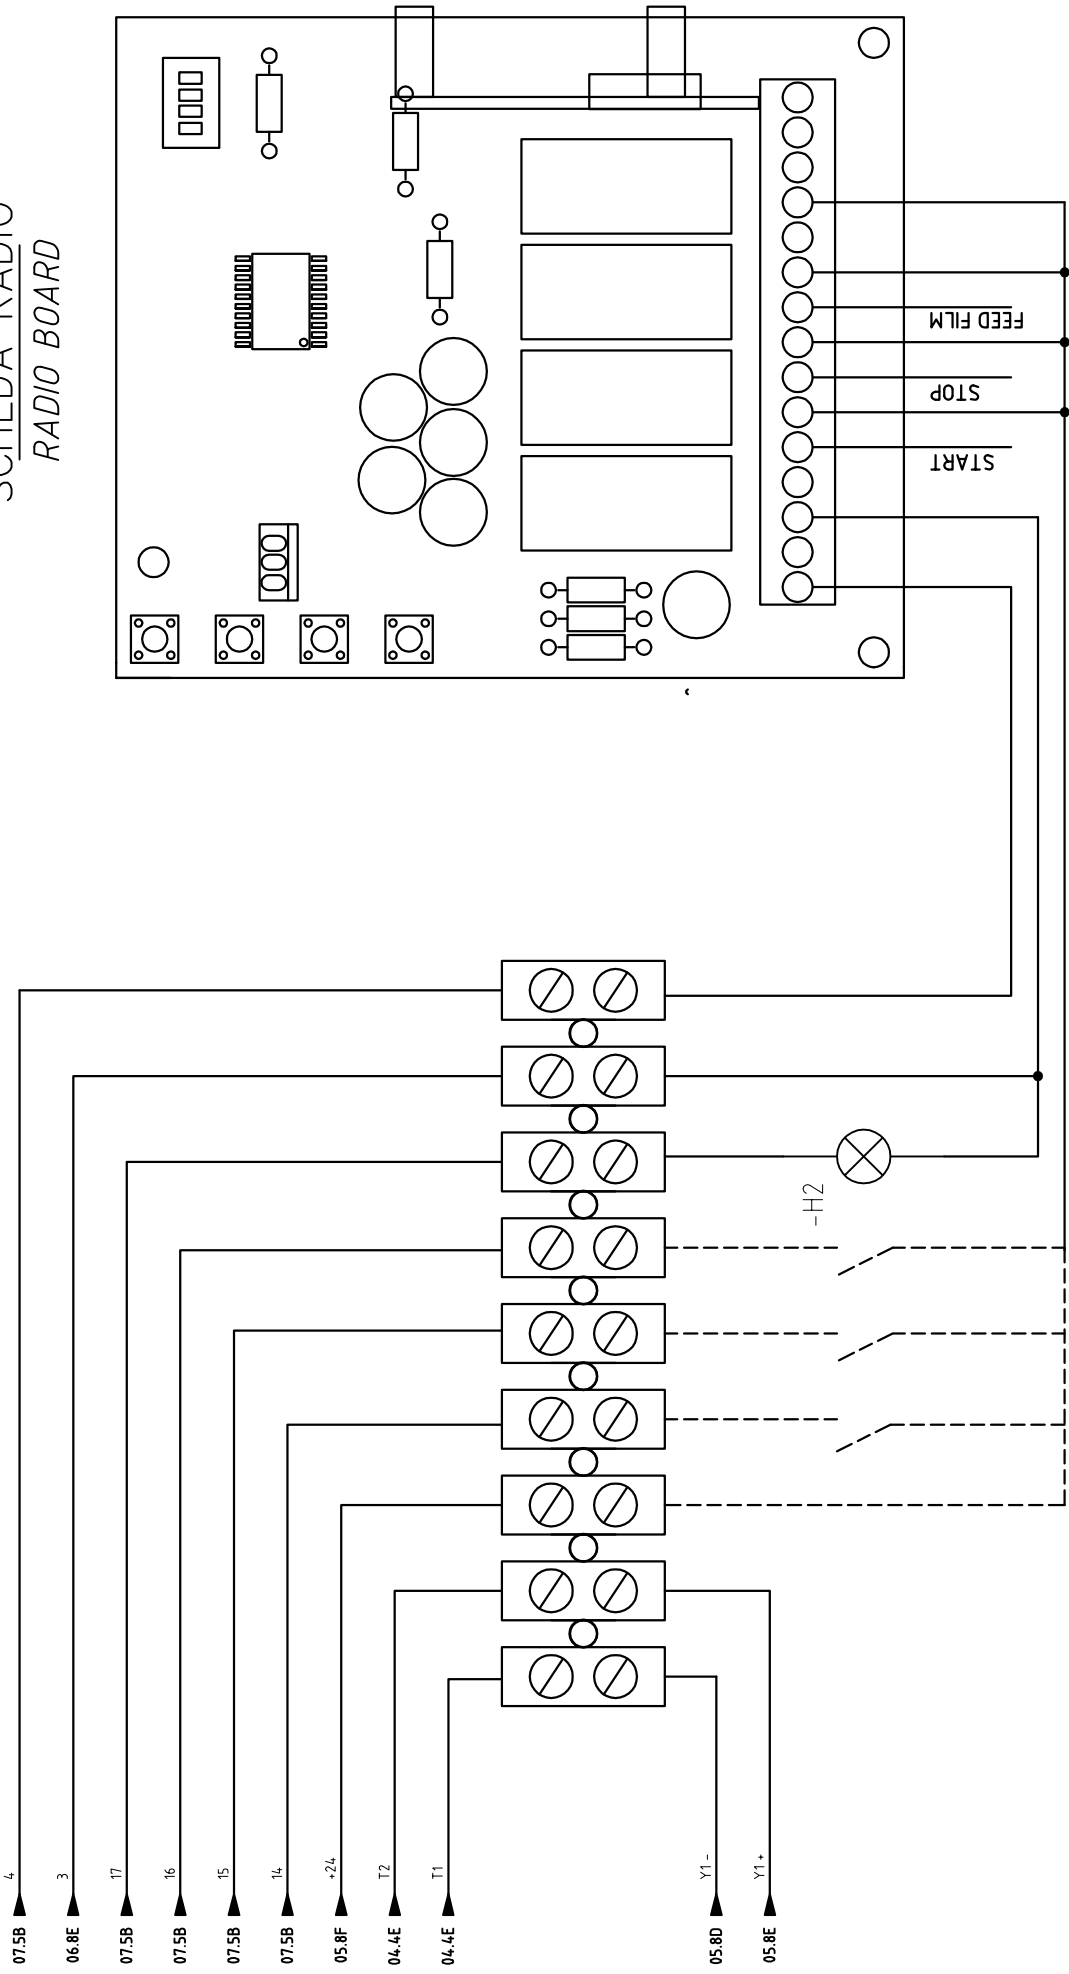 SCHEDA RADIO
RADIO BOARD
FEED FILM
STOP
START
-H2
4
3
17
16
15
14
+24
T2
T1
Y1 -
Y1 +
07.5B
06.8E
07.5B
07.5B
07.5B
07.5B
05.8F
04.4E
04.4E
05.8D
05.8E